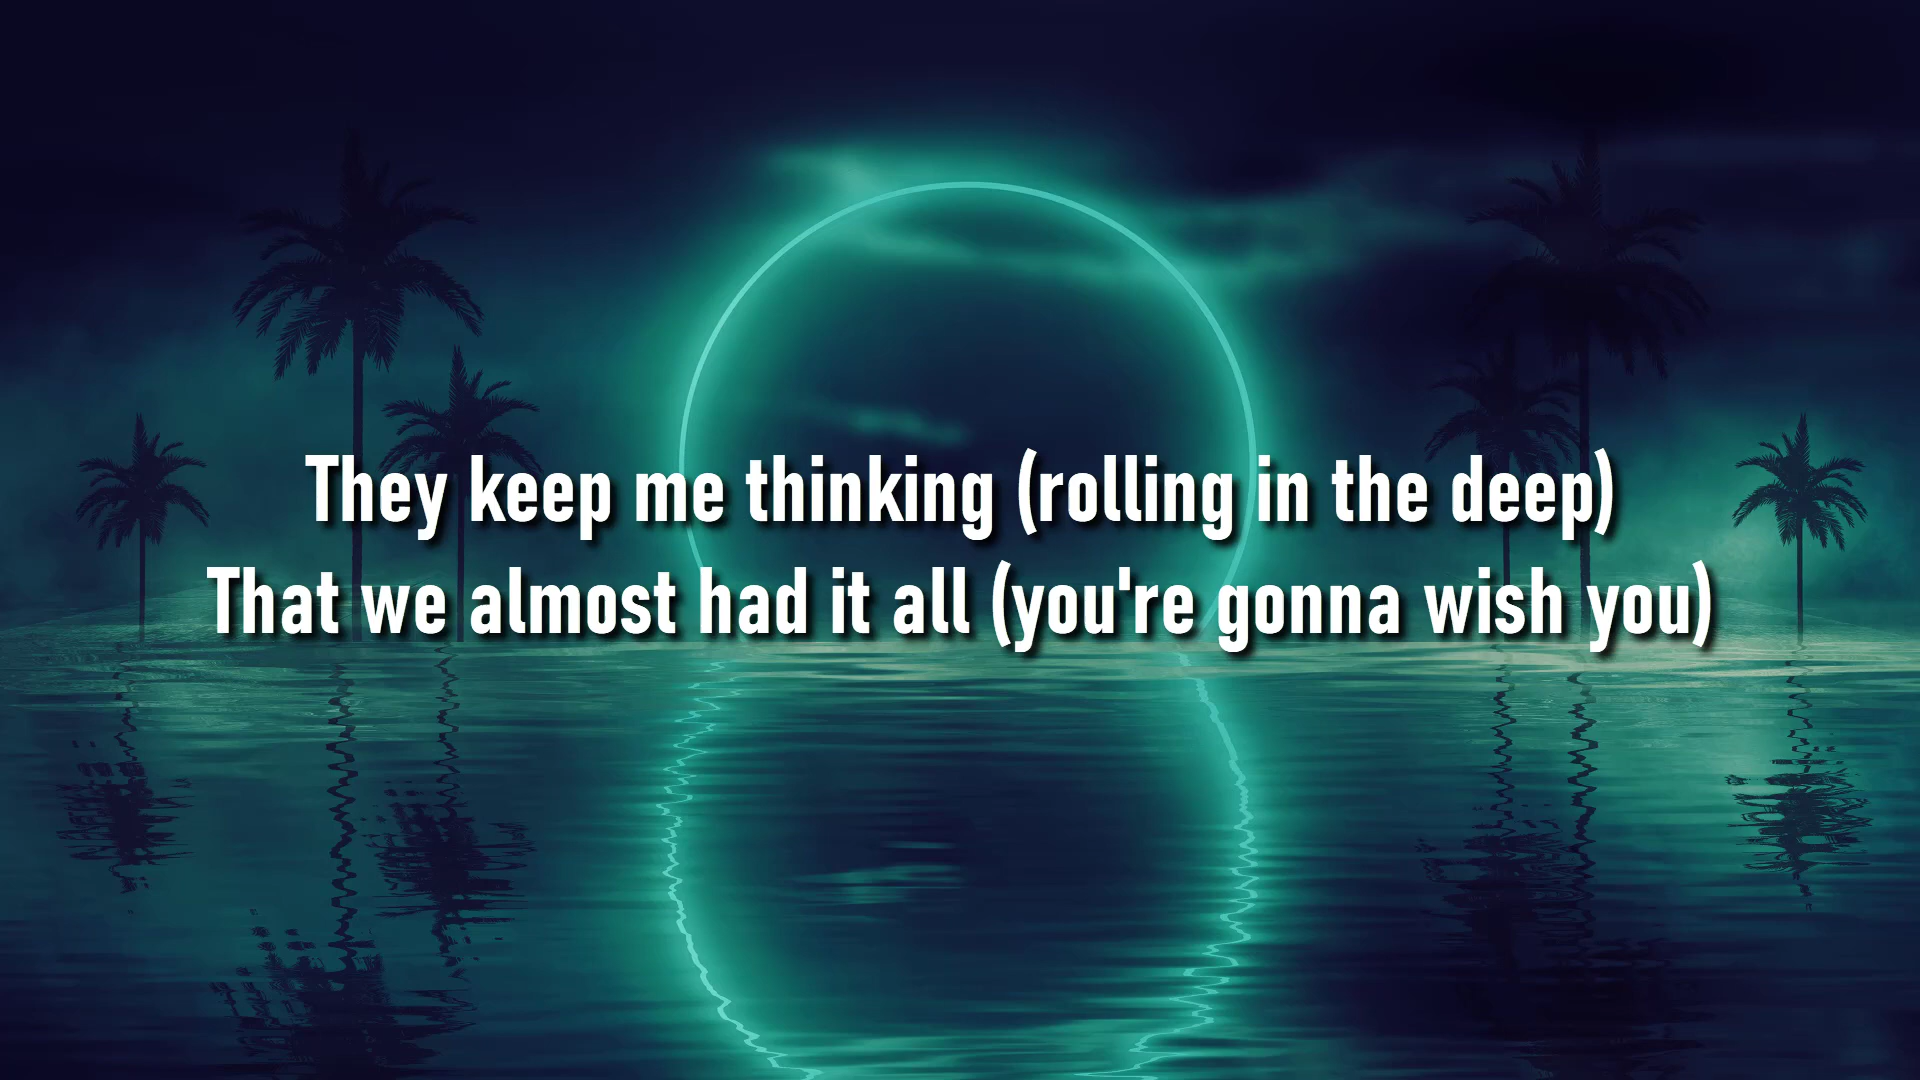 They keep me thinking (rolling in the deep)
That we almost had it all (you're gonna wish you)